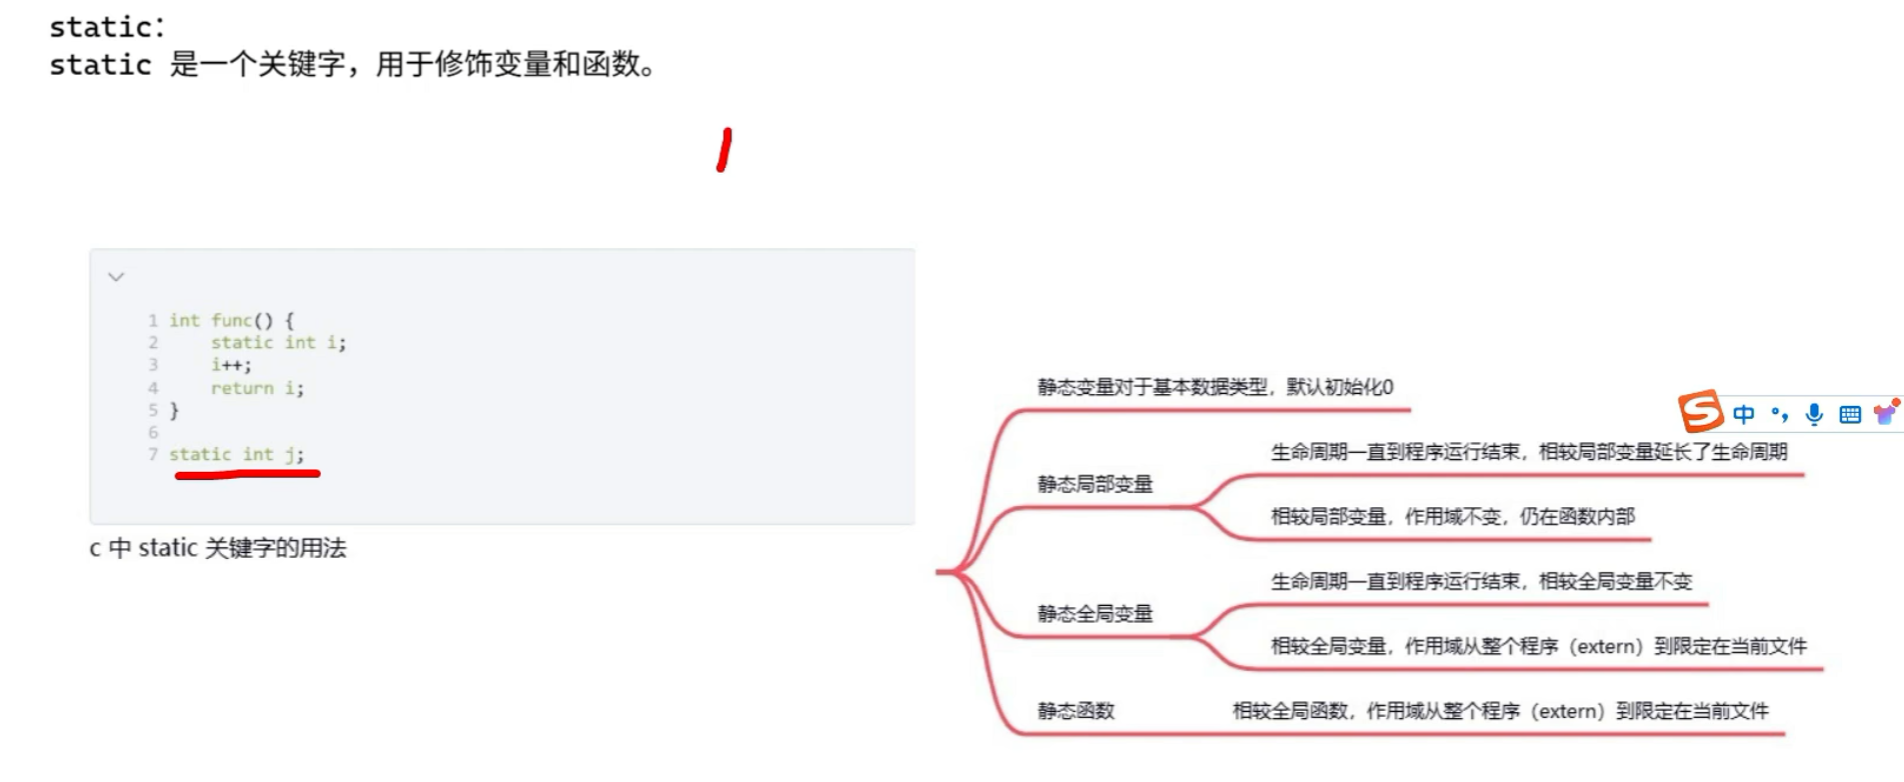 static:
static 是一个关键字，用于修饰变量和函数。
1 int func() {
2     static int i;
3     i++;
4     return i;
5 }
6
7 static int j;
c 中 static 关键字的用法
静态变量对于基本数据类型，默认初始化0
中
静态局部变量
生命周期一直到程序运行结束，相较局部变量延长了生命周期
相较局部变量，作用域不变，仍在函数内部
静态全局变量
生命周期一直到程序运行结束，相较全局变量不变
相较全局变量，作用域从整个程序（extern）到限定在当前文件
静态函数
相较全局函数，作用域从整个程序（extern）到限定在当前文件